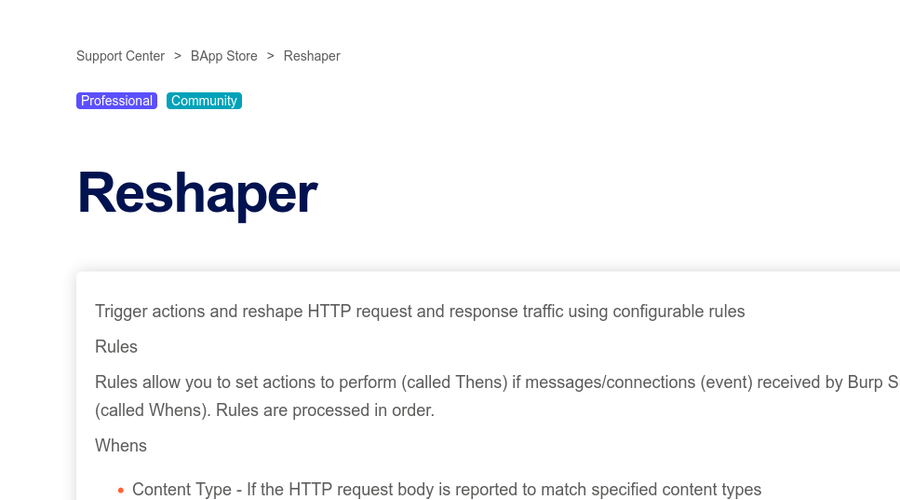 Support Center > BApp Store > Reshaper
Professional Community
Reshaper
Trigger actions and reshape HTTP request and response traffic using configurable rules
Rules
Rules allow you to set actions to perform (called Thens) if messages/connections (event) received by Burp
(called Whens). Rules are processed in order.
Whens
• Content Type - If the HTTP request body is reported to match specified content types